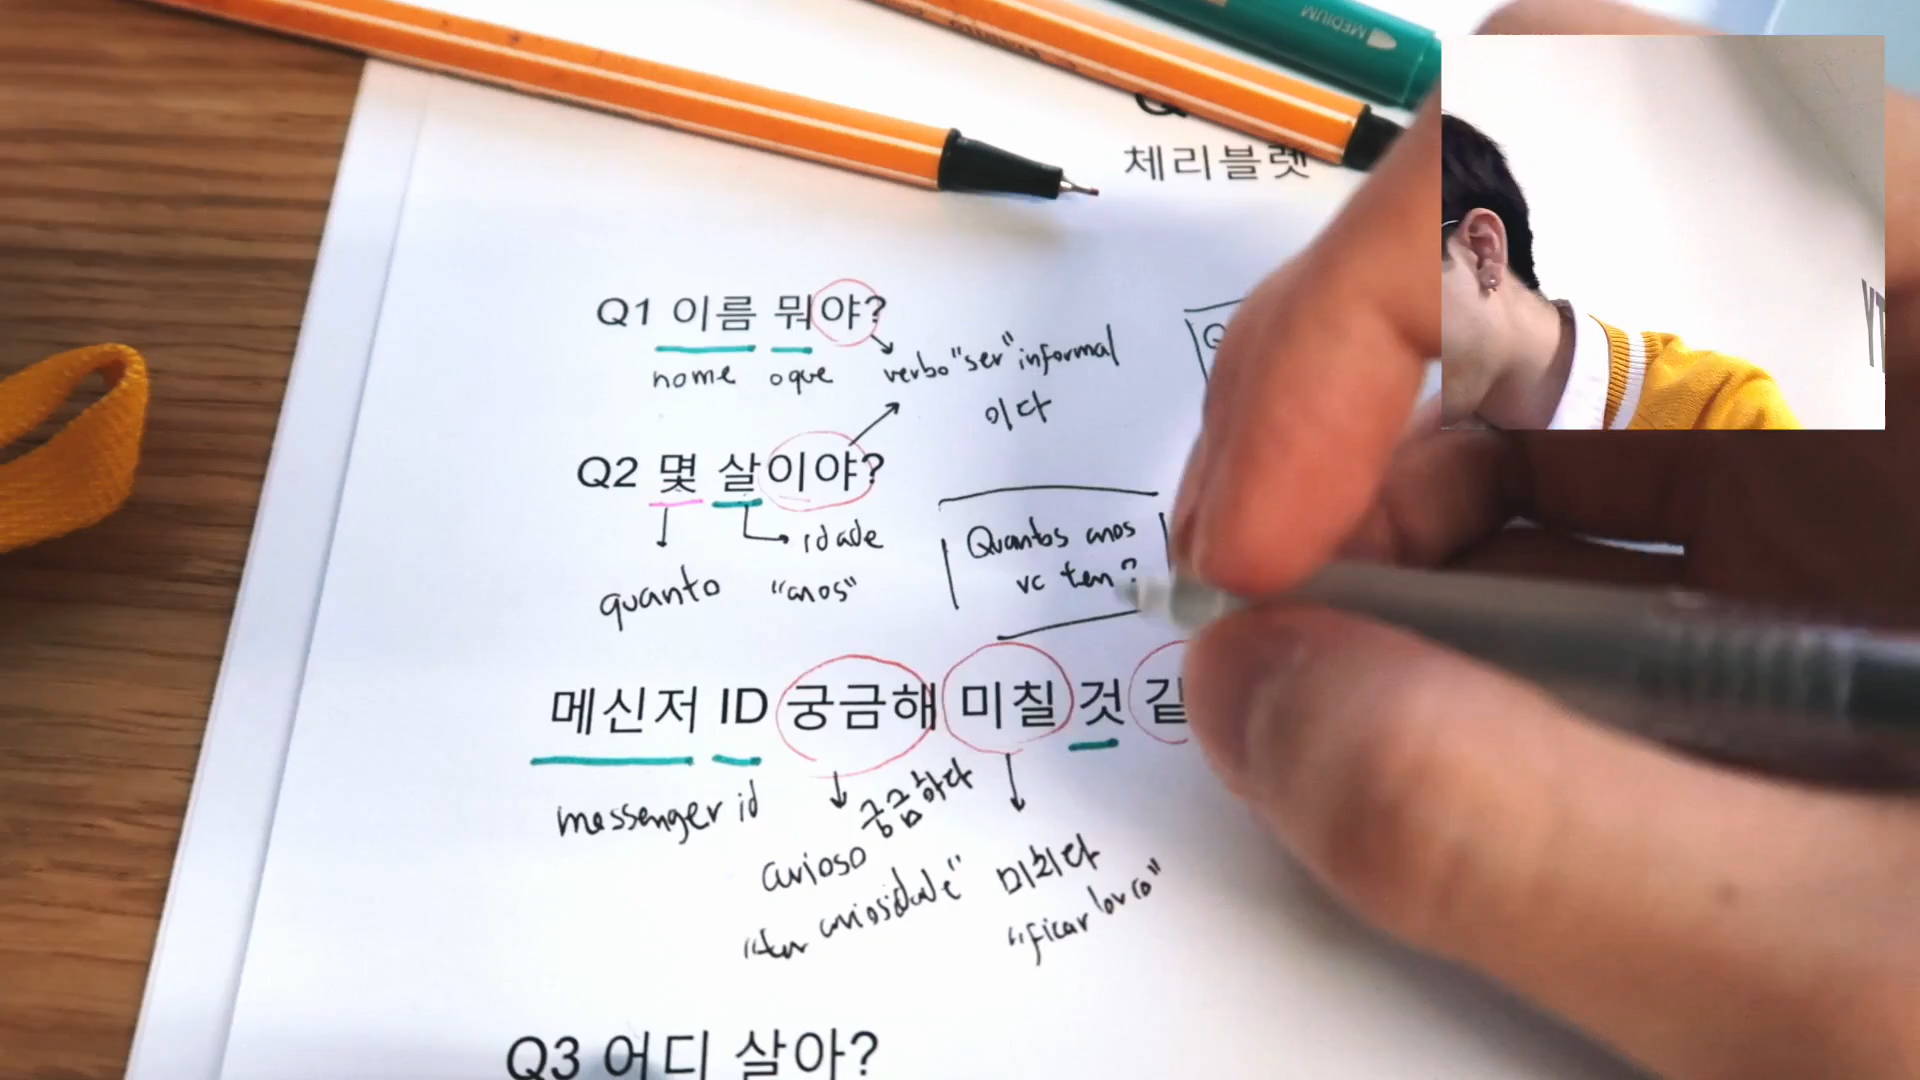 MEDIUM
체리블렛
Q1 이름 뭐야?
nome oque
verbo "ser" informal
이다
Q2 몇 살이야?
idade
quanto "anos"
Quantos anos
vc tem?
메신저 ID 궁금해 미칠 것 같
messenger id
궁금하다
curioso
"ter curiosidade"
미치다
"ficar louco"
Q3 어디 살아?